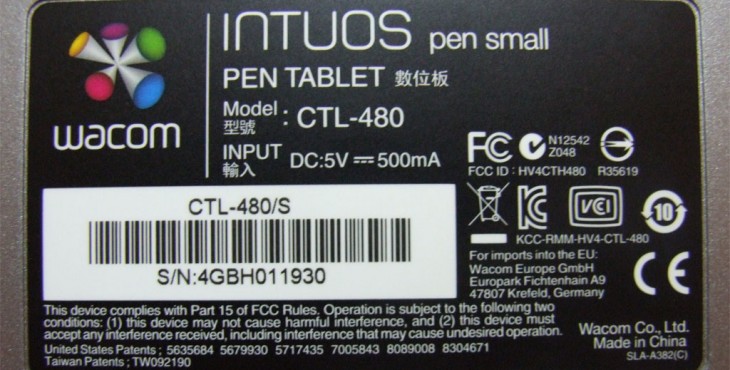 wacom
INTUOS pen small
PEN TABLET 數位板
Model 型號 : CTL-480
INPUT 輸入 DC:5V 500mA
FC
N12542
Z048
FCC ID : HV4CTH480
R35619
VCI
10
KCC-RMM-HV4-CTL-480
CTL-480/S
S/N:4GBH011930
For imports into the EU:
Wacom Europe GmbH
Europark Fichtenhain A9
47807 Krefeld, Germany
CE
This device complies with Part 15 of FCC Rules. Operation is subject to the following two
conditions: (1) this device may not cause harmful interference, and (2) this device must
accept any interference received, including interference that may cause undesired operation.
United States Patents ; 5635684 5679930 5717435 7005843 8089008 8304671
Taiwan Patents ; TW092190
Wacom Co., Ltd.
Made in China
SLA-A382(C)